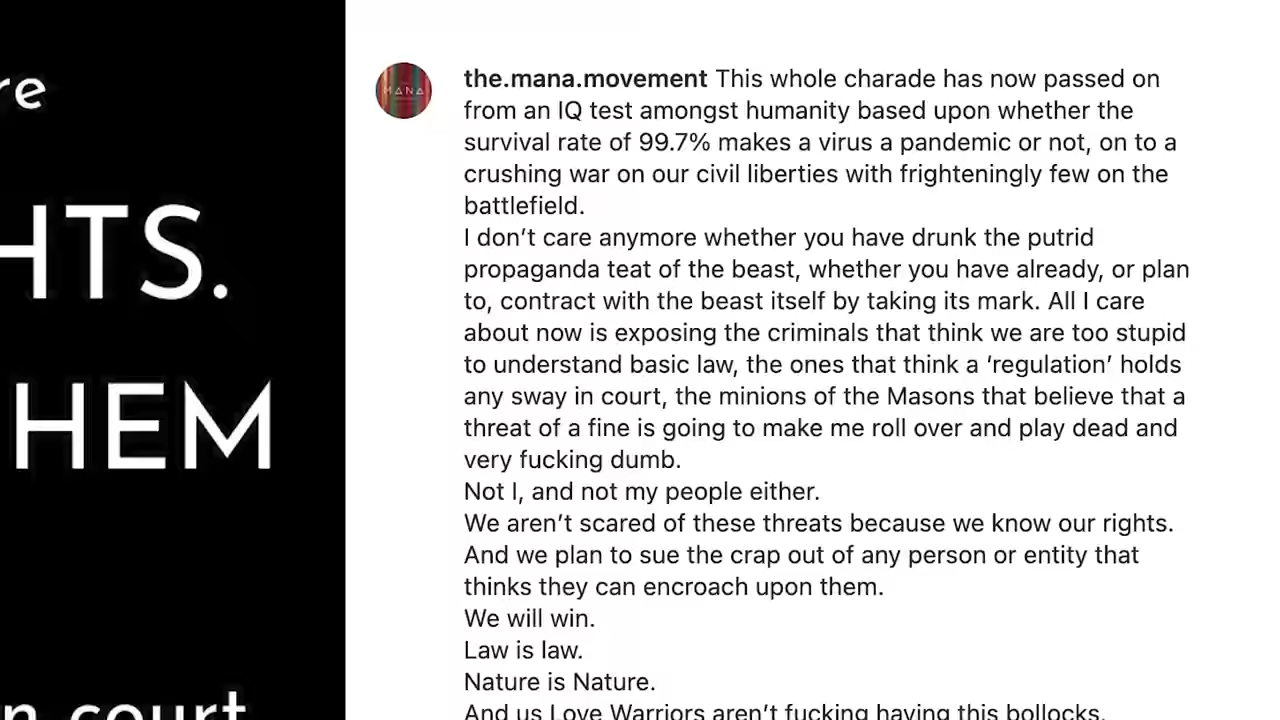 re
HTS.
HEM
n court
MANA
the.mana.movement This whole charade has now passed on
from an IQ test amongst humanity based upon whether the
survival rate of 99.7% makes a virus a pandemic or not, on to a
crushing war on our civil liberties with frighteningly few on the
battlefield.
I don’t care anymore whether you have drunk the putrid
propaganda teat of the beast, whether you have already, or plan
to, contract with the beast itself by taking its mark. All I care
about now is exposing the criminals that think we are too stupid
to understand basic law, the ones that think a ‘regulation’ holds
any sway in court, the minions of the Masons that believe that a
threat of a fine is going to make me roll over and play dead and
very fucking dumb.
Not I, and not my people either.
We aren’t scared of these threats because we know our rights.
And we plan to sue the crap out of any person or entity that
thinks they can encroach upon them.
We will win.
Law is law.
Nature is Nature.
And us Love Warriors aren’t fucking having this bollocks.